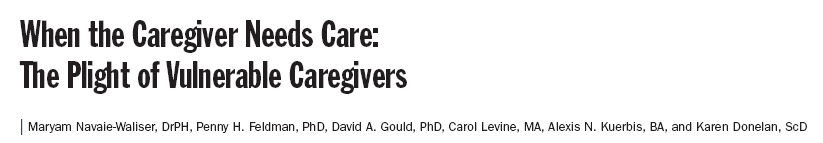 When the Caregiver Needs Care:
The Plight of Vulnerable Caregivers
Maryam Navaie-Waliser, DrPH, Penny H. Feldman, PhD, David A. Gould, PhD, Carol Levine, MA, Alexis N. Kuerbis, BA, and Karen Donelan, ScD